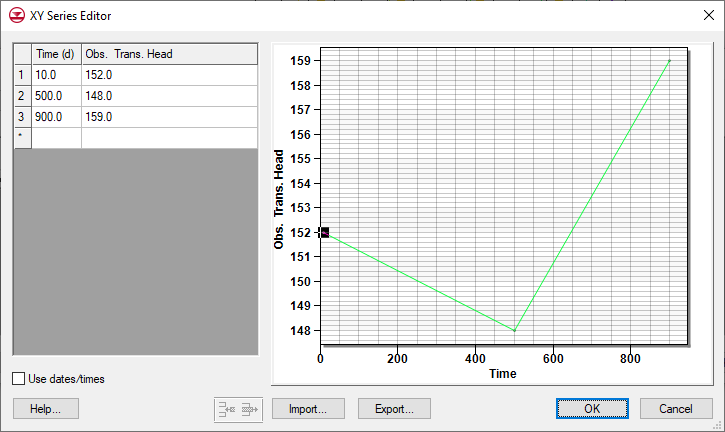 XY Series Editor
Time (d) Obs. Trans. Head
1 10.0 152.0
2 500.0 148.0
3 900.0 159.0
*
Obs. Trans. Head
159
158
157
156
155
154
153
152
151
150
149
148
0 200 400 600 800
Time
Use dates/times
Help... Import... Export... OK Cancel